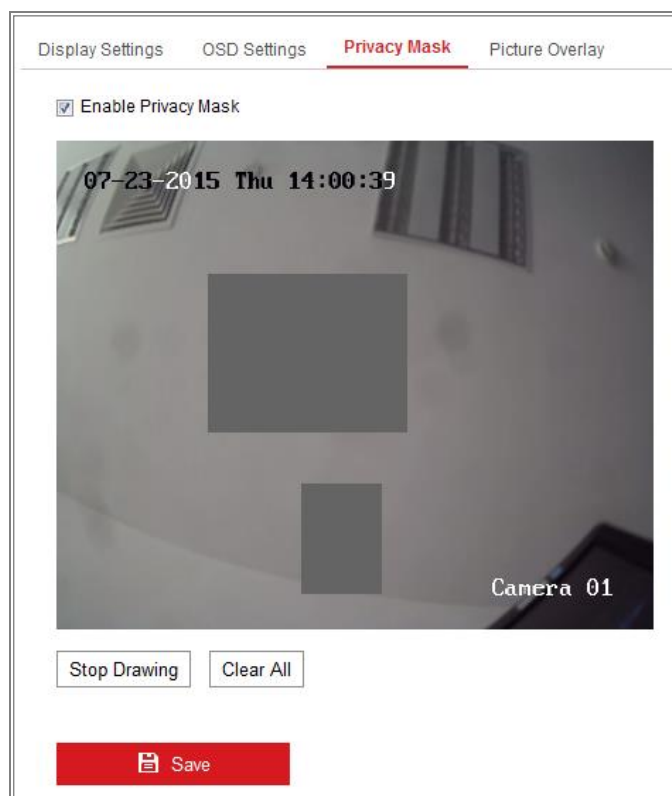 Display Settings OSD Settings Privacy Mask Picture Overlay
Enable Privacy Mask
07-23-2015 Thu 14:00:39
Camera 01
Stop Drawing Clear All
Save